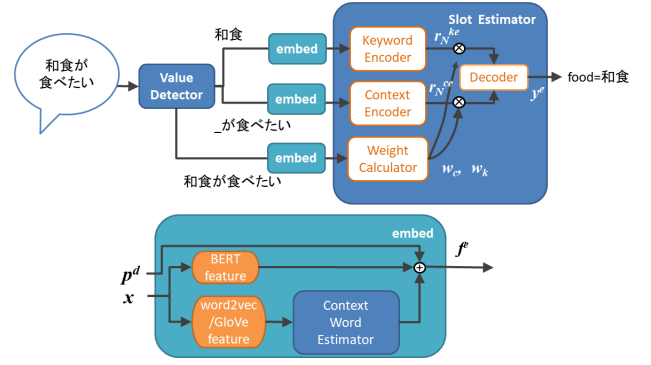 和食が
食べたい
Value
Detector
和食
_が食べたい
和食が食べたい
embed
embed
embed
Slot Estimator
Keyword
Encoder
Context
Encoder
Weight
Calculator
r_N^{ke}
r_N^{ce}
w_c, w_k
Decoder
y^e
food=和食
embed
p^d
x
BERT
feature
word2vec
/GloVe
feature
Context
Word
Estimator
f^e